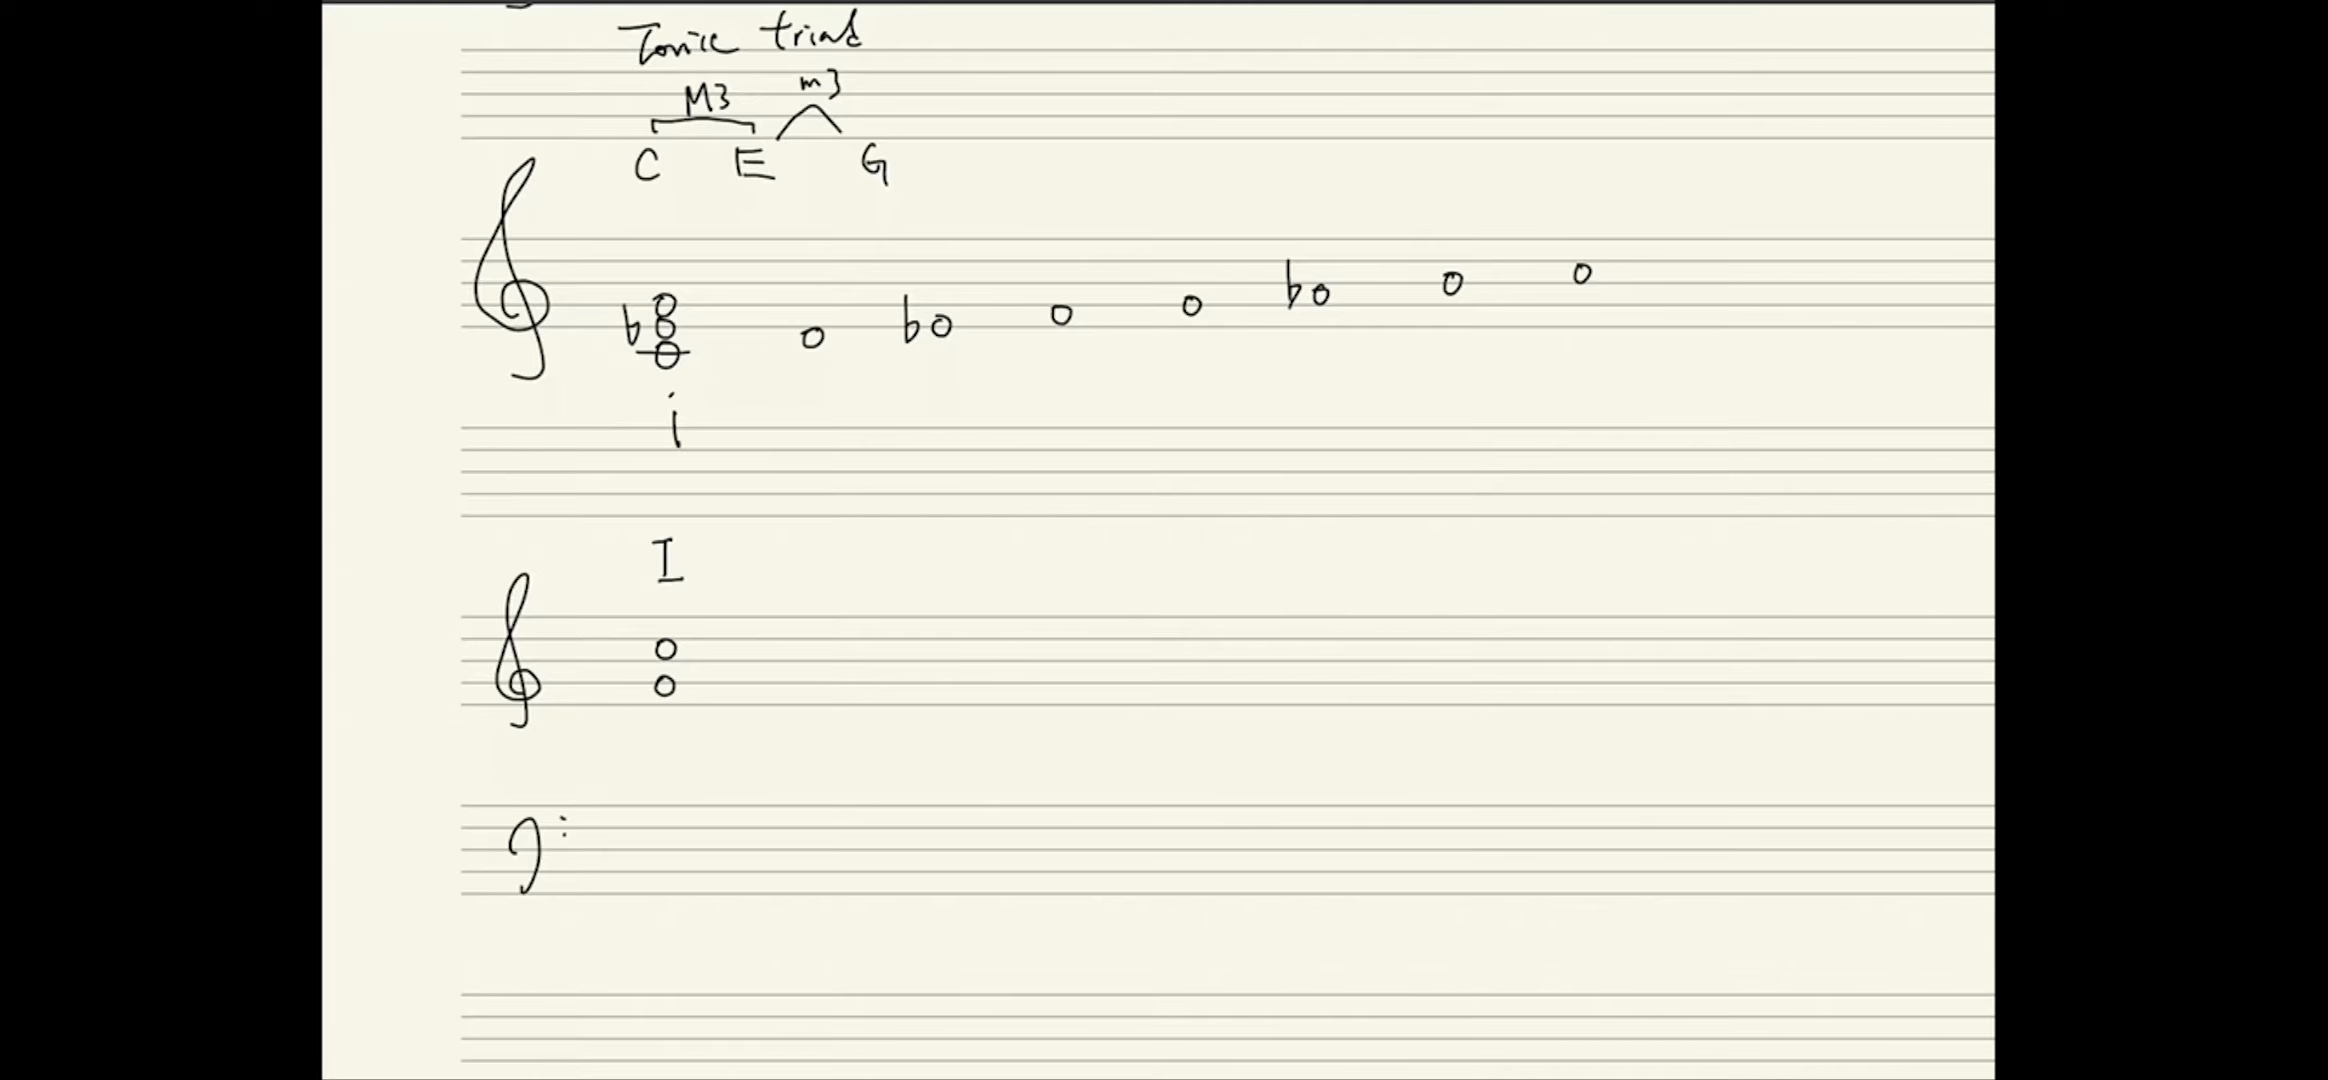 Tonic triad
M3 m3
C E G
♭ ♭ ♭
i
I